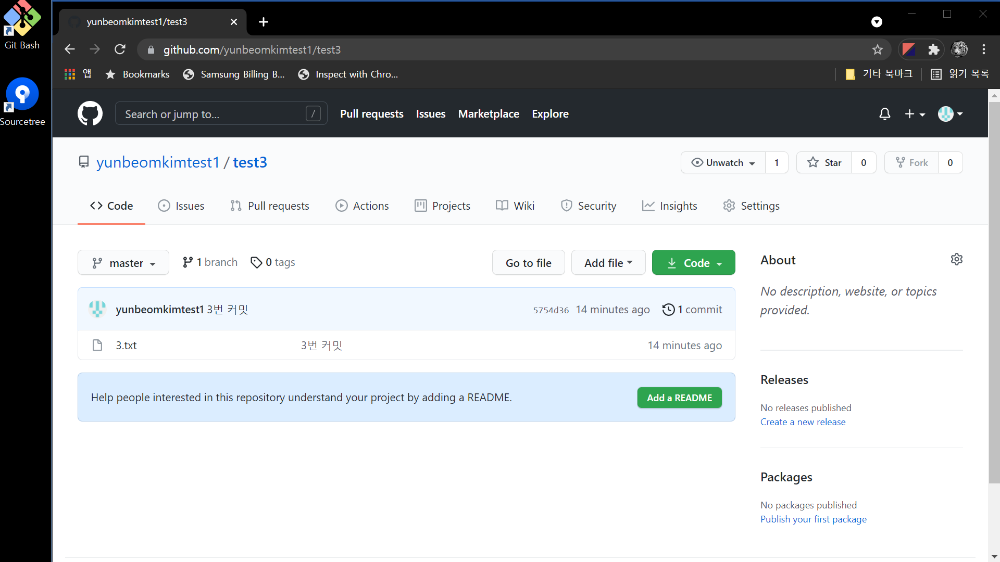 Git Bash
Sourcetree
yunbeomkimtest1/test3
github.com/yunbeomkimtest1/test3
앱 Bookmarks Samsung Billing B... Inspect with Chro... 기타 북마크 읽기 목록
Search or jump to... / Pull requests Issues Marketplace Explore
yunbeomkimtest1 / test3 Unwatch 1 Star 0 Fork 0
Code Issues Pull requests Actions Projects Wiki Security Insights Settings
master 1 branch 0 tags Go to file Add file Code
yunbeomkimtest1 3번 커밋 5754d36 14 minutes ago 1 commit
3.txt 3번 커밋 14 minutes ago
Help people interested in this repository understand your project by adding a README. Add a README
About
No description, website, or topics
provided.
Releases
No releases published
Create a new release
Packages
No packages published
Publish your first package